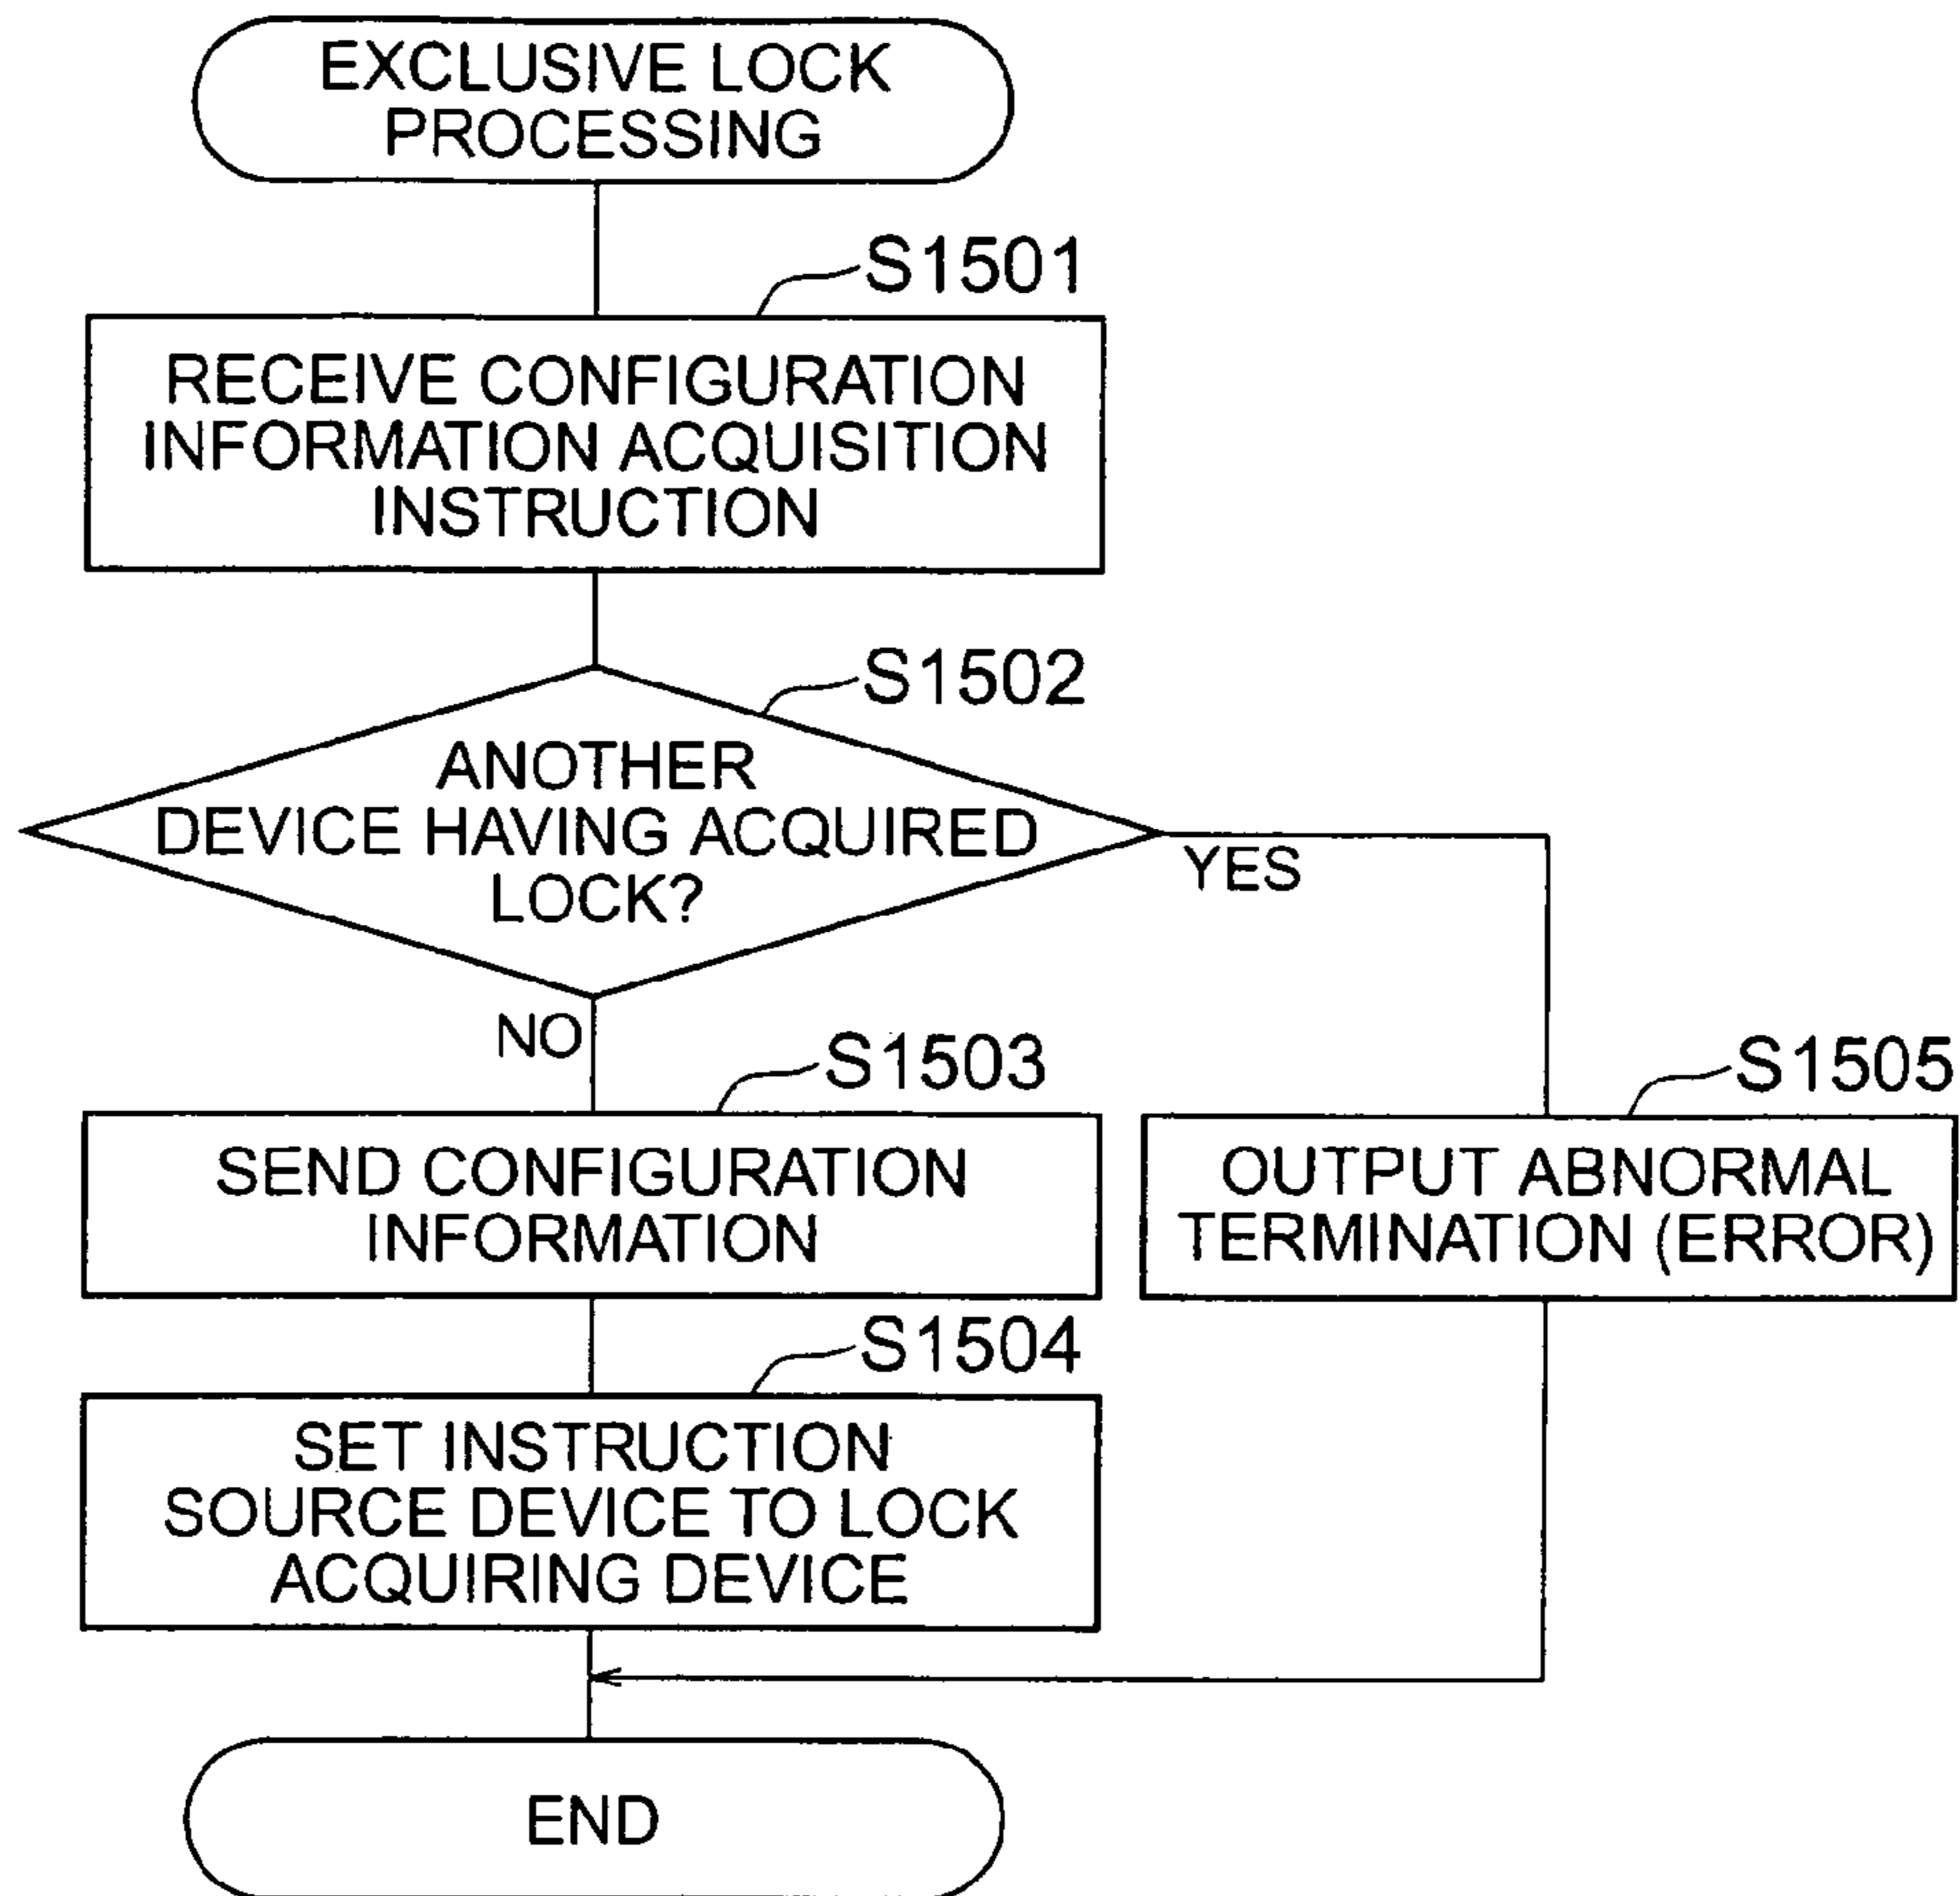 EXCLUSIVE LOCK
PROCESSING
S1501
RECEIVE CONFIGURATION
INFORMATION ACQUISITION
INSTRUCTION
S1502
ANOTHER
DEVICE HAVING ACQUIRED
LOCK?
YES
NO
S1503
SEND CONFIGURATION
INFORMATION
S1505
OUTPUT ABNORMAL
TERMINATION (ERROR)
S1504
SET INSTRUCTION
SOURCE DEVICE TO LOCK
ACQUIRING DEVICE
END